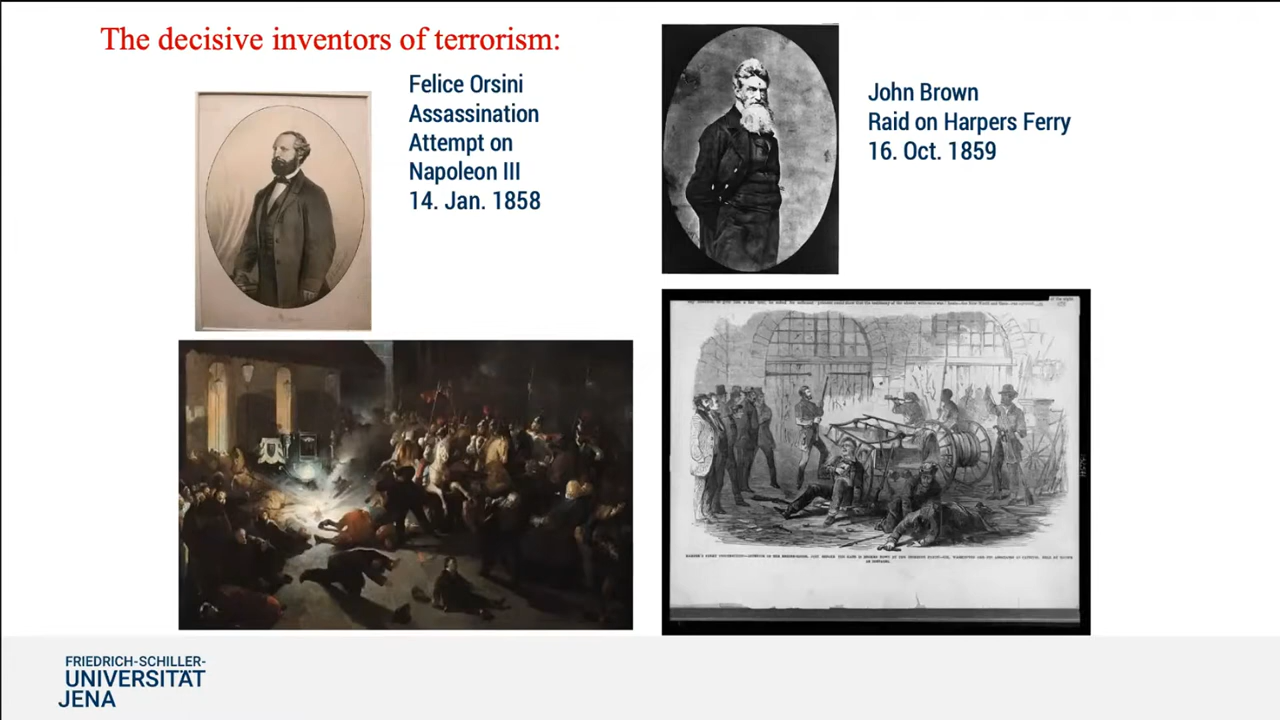 The decisive inventors of terrorism:
Felice Orsini
Assassination
Attempt on
Napoleon III
14. Jan. 1858
John Brown
Raid on Harpers Ferry
16. Oct. 1859
FRIEDRICH-SCHILLER-
UNIVERSITÄT
JENA